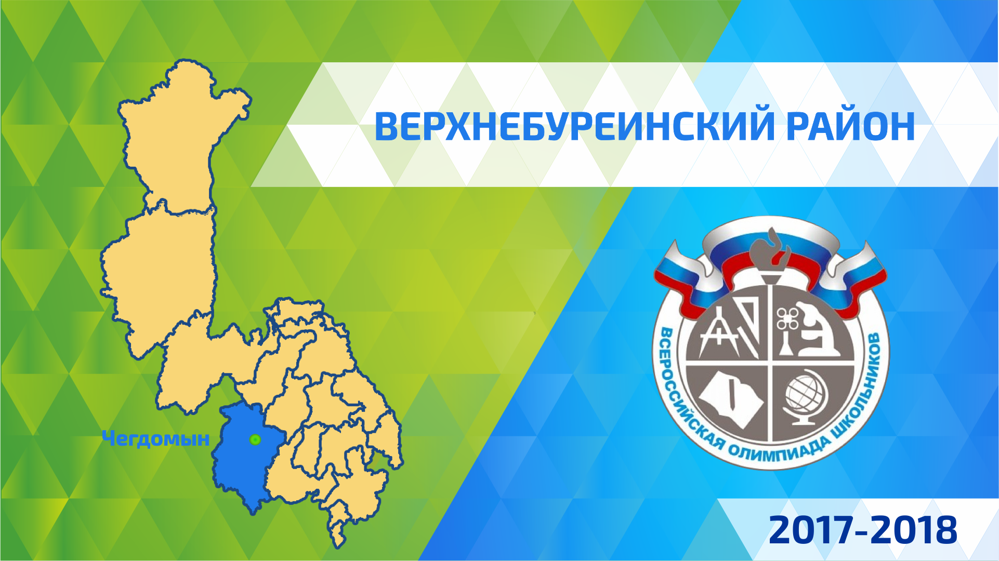 ВЕРХНЕБУРЕИНСКИЙ РАЙОН
Чегдомын
ВСЕРОССИЙСКАЯ ОЛИМПИАДА ШКОЛЬНИКОВ
2017-2018